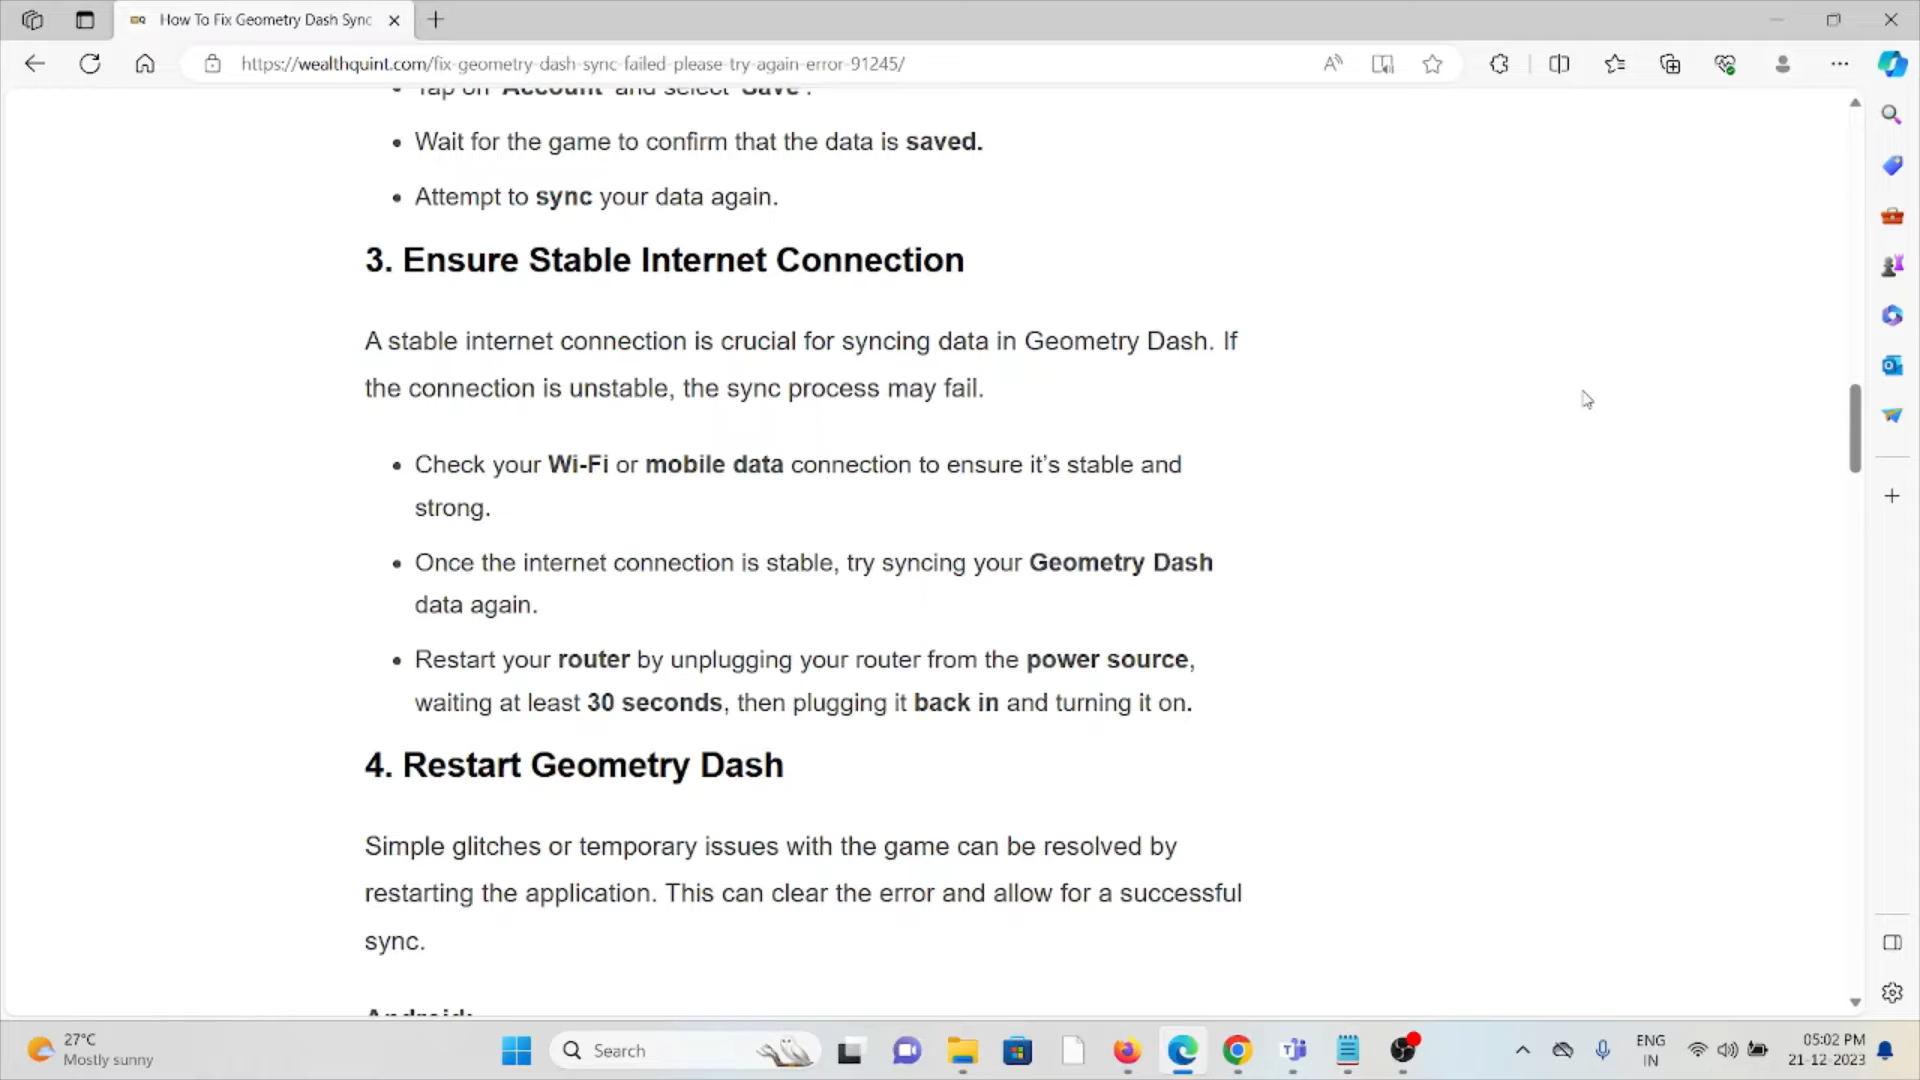 How To Fix Geometry Dash Sync
https://wealthquint.com/fix-geometry-dash-sync-failed-please-try-again-error-91245/
Tap on 'Account' and select 'Save'.
Wait for the game to confirm that the data is saved.
Attempt to sync your data again.
3. Ensure Stable Internet Connection
A stable internet connection is crucial for syncing data in Geometry Dash. If
the connection is unstable, the sync process may fail.
Check your Wi-Fi or mobile data connection to ensure it’s stable and
strong.
Once the internet connection is stable, try syncing your Geometry Dash
data again.
Restart your router by unplugging your router from the power source,
waiting at least 30 seconds, then plugging it back in and turning it on.
4. Restart Geometry Dash
Simple glitches or temporary issues with the game can be resolved by
restarting the application. This can clear the error and allow for a successful
sync.
Android:
27°C
Mostly sunny
Search
ENG
IN
05:02 PM
21-12-2023